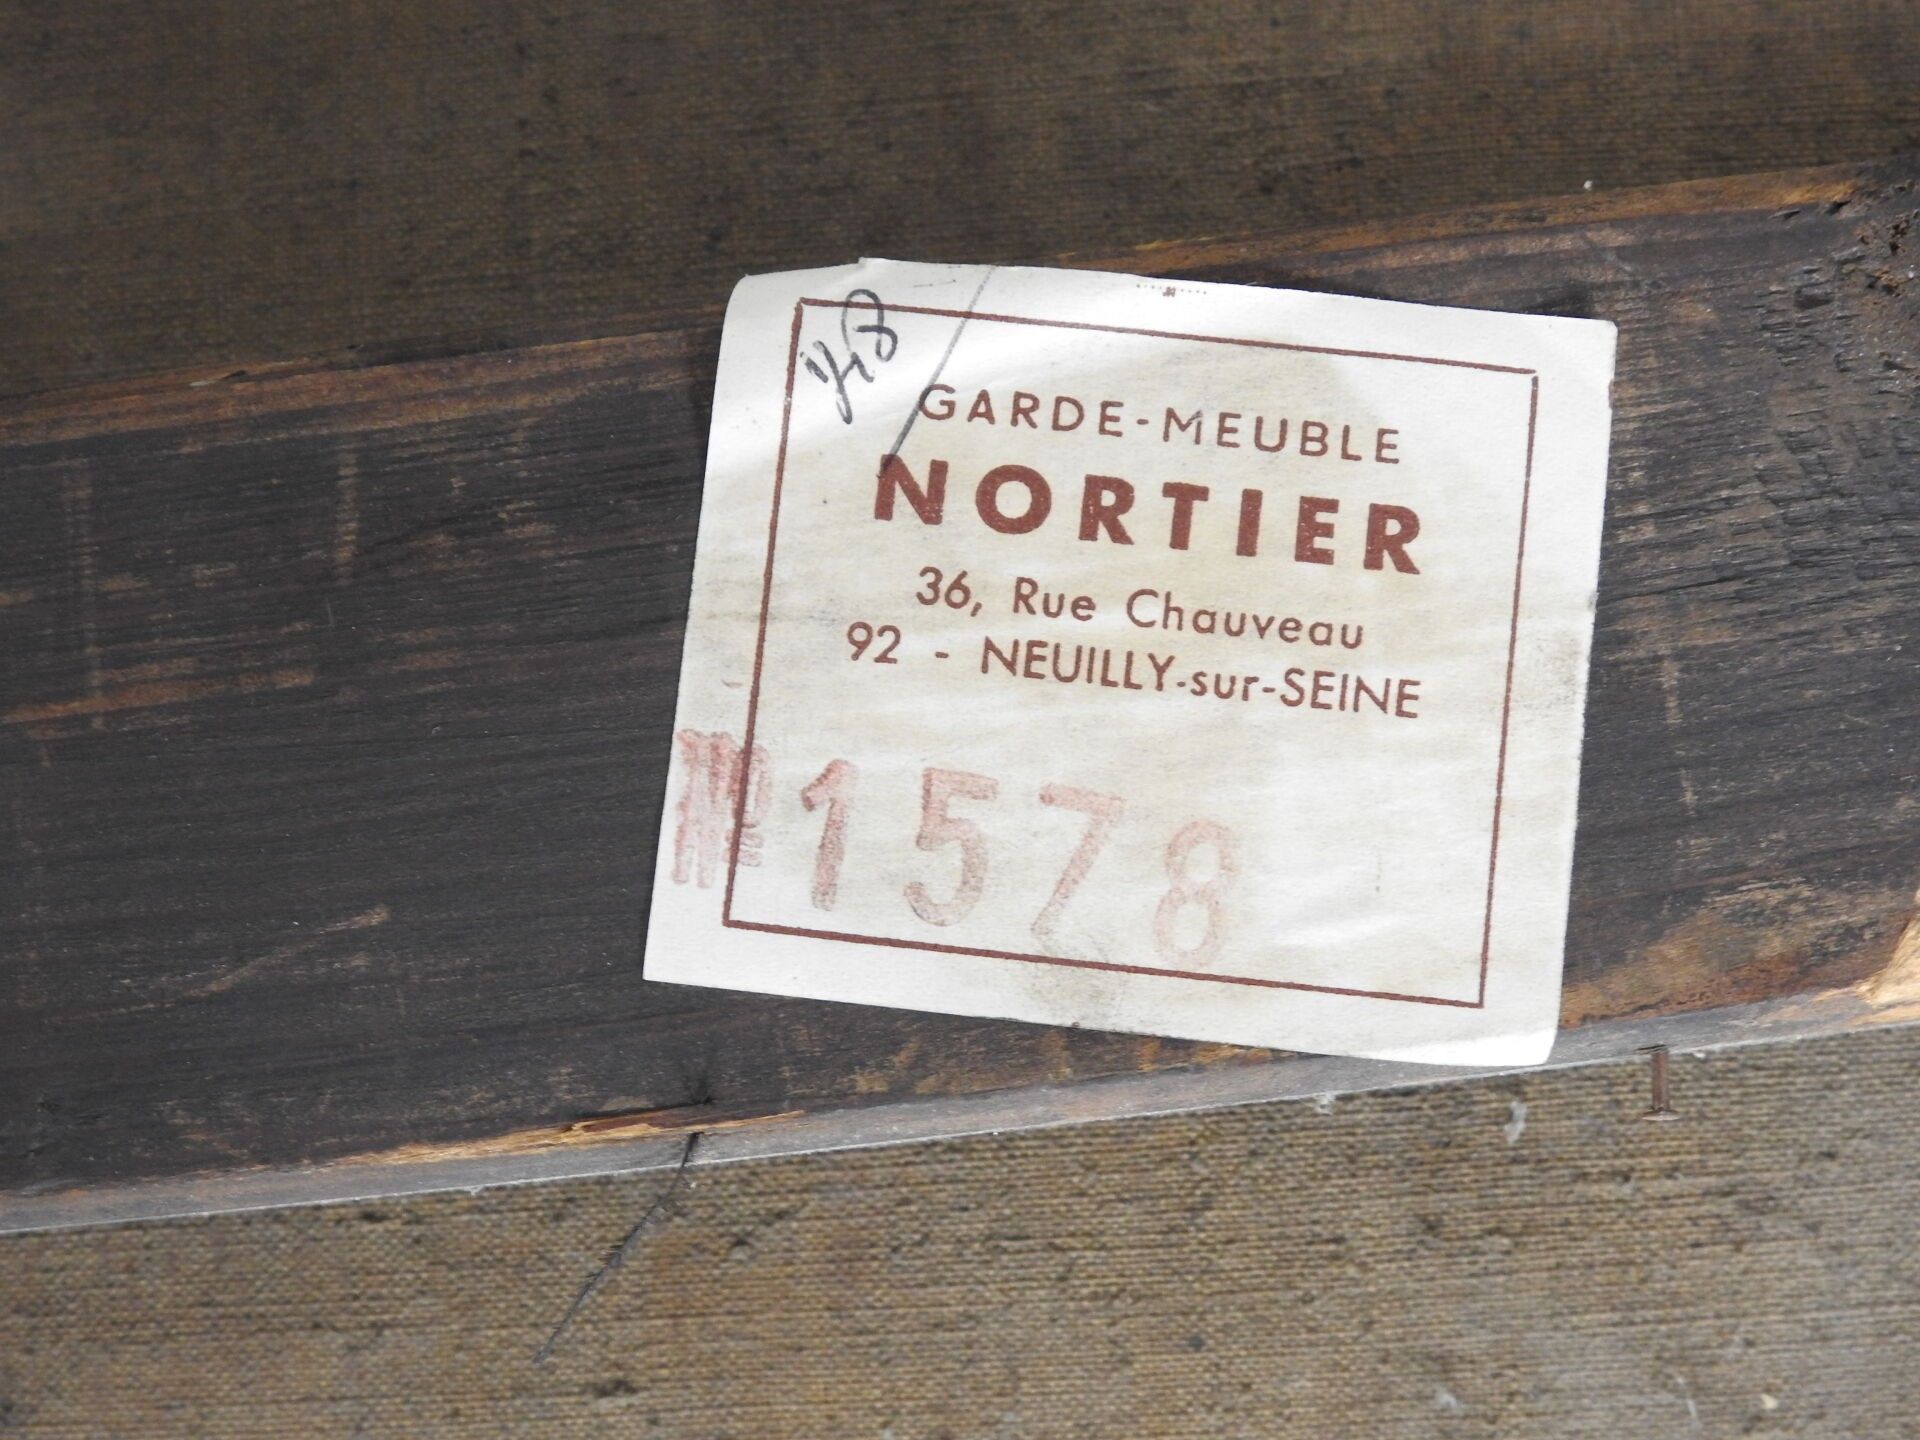 GARDE-MEUBLE
NORTIER
36, Rue Chauveau
92 - NEUILLY-sur-SEINE
Nº 1578